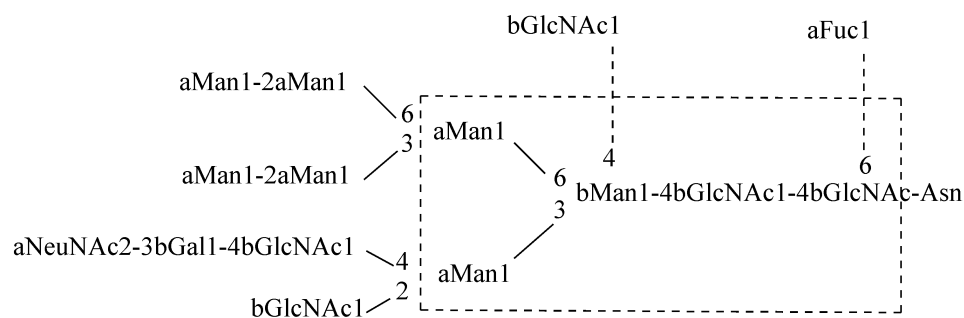 bGlcNAc1 aFuc1
aMan1-2aMan1
6
aMan1
3
4 6
aMan1-2aMan1 6
bMan1-4bGlcNAc1-4bGlcNAc-Asn
3
aNeuNAc2-3bGal1-4bGlcNAc1 4
aMan1
2
bGlcNAc1